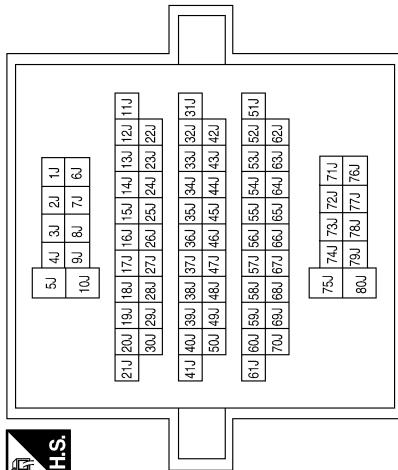 H.S.
5J 4J 3J 2J 1J
10J 9J 8J 7J 6J
21J 20J 19J 18J 17J 16J 15J 14J 13J 12J 11J
30J 29J 28J 27J 26J 25J 24J 23J 22J
41J 40J 39J 38J 37J 36J 35J 34J 33J 32J 31J
50J 49J 48J 47J 46J 45J 44J 43J 42J
61J 60J 59J 58J 57J 56J 55J 54J 53J 52J 51J
70J 69J 68J 67J 66J 65J 64J 63J 62J
75J 74J 73J 72J 71J
80J 79J 78J 77J 76J